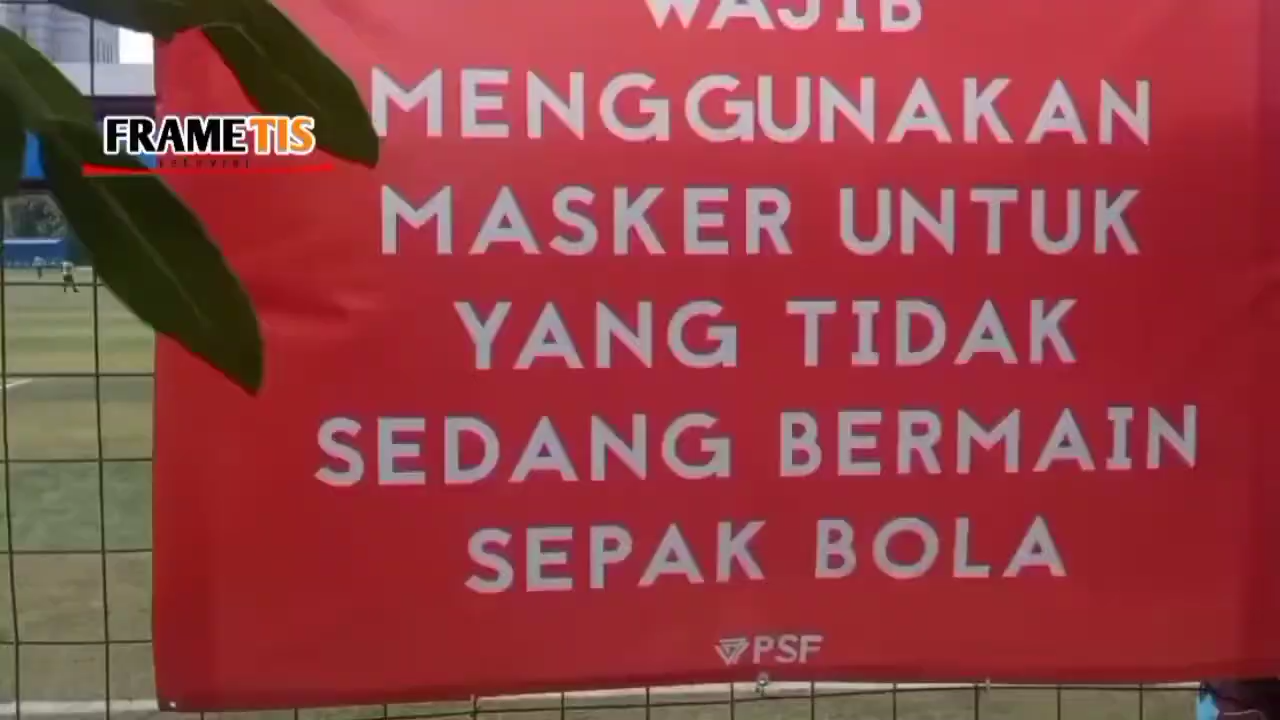 WAJIB
MENGGUNAKAN
FRAMETIS
MASKER UNTUK
YANG TIDAK
SEDANG BERMAIN
SEPAK BOLA
PSF